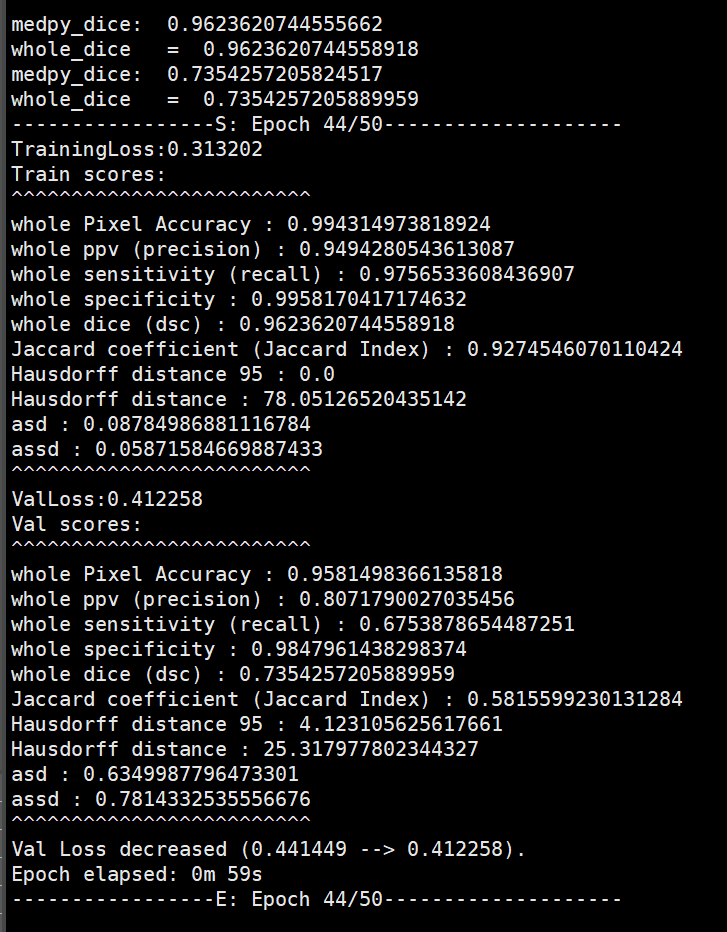 medpy_dice:  0.9623620744555662
whole_dice   =  0.9623620744558918
medpy_dice:  0.7354257205824517
whole_dice   =  0.7354257205889959
-----------------S: Epoch 44/50--------------------
TrainingLoss:0.313202
Train scores:
^^^^^^^^^^^^^^^^^^^^^^^^^
whole Pixel Accuracy : 0.994314973818924
whole ppv (precision) : 0.9494280543613087
whole sensitivity (recall) : 0.9756533608436907
whole specificity : 0.9958170417174632
whole dice (dsc) : 0.9623620744558918
Jaccard coefficient (Jaccard Index) : 0.9274546070110424
Hausdorff distance 95 : 0.0
Hausdorff distance : 78.05126520435142
asd : 0.08784986881116784
assd : 0.05871584669887433
^^^^^^^^^^^^^^^^^^^^^^^^^
ValLoss:0.412258
Val scores:
^^^^^^^^^^^^^^^^^^^^^^^^^
whole Pixel Accuracy : 0.9581498366135818
whole ppv (precision) : 0.8071790027035456
whole sensitivity (recall) : 0.6753878654487251
whole specificity : 0.9847961438298374
whole dice (dsc) : 0.7354257205889959
Jaccard coefficient (Jaccard Index) : 0.5815599230131284
Hausdorff distance 95 : 4.123105625617661
Hausdorff distance : 25.317977802344327
asd : 0.6349987796473301
assd : 0.7814332535556676
^^^^^^^^^^^^^^^^^^^^^^^^^
Val Loss decreased (0.441449 --> 0.412258).
Epoch elapsed: 0m 59s
-----------------E: Epoch 44/50--------------------